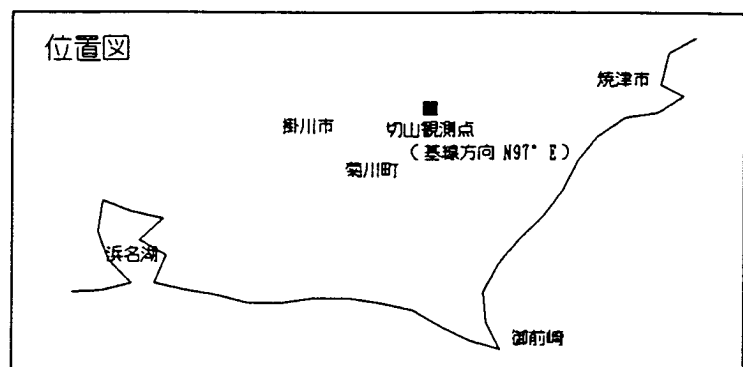 位置図
焼津市
掛川市
切山観測点
(基線方向 N97° E)
菊川町
浜名湖
御前崎